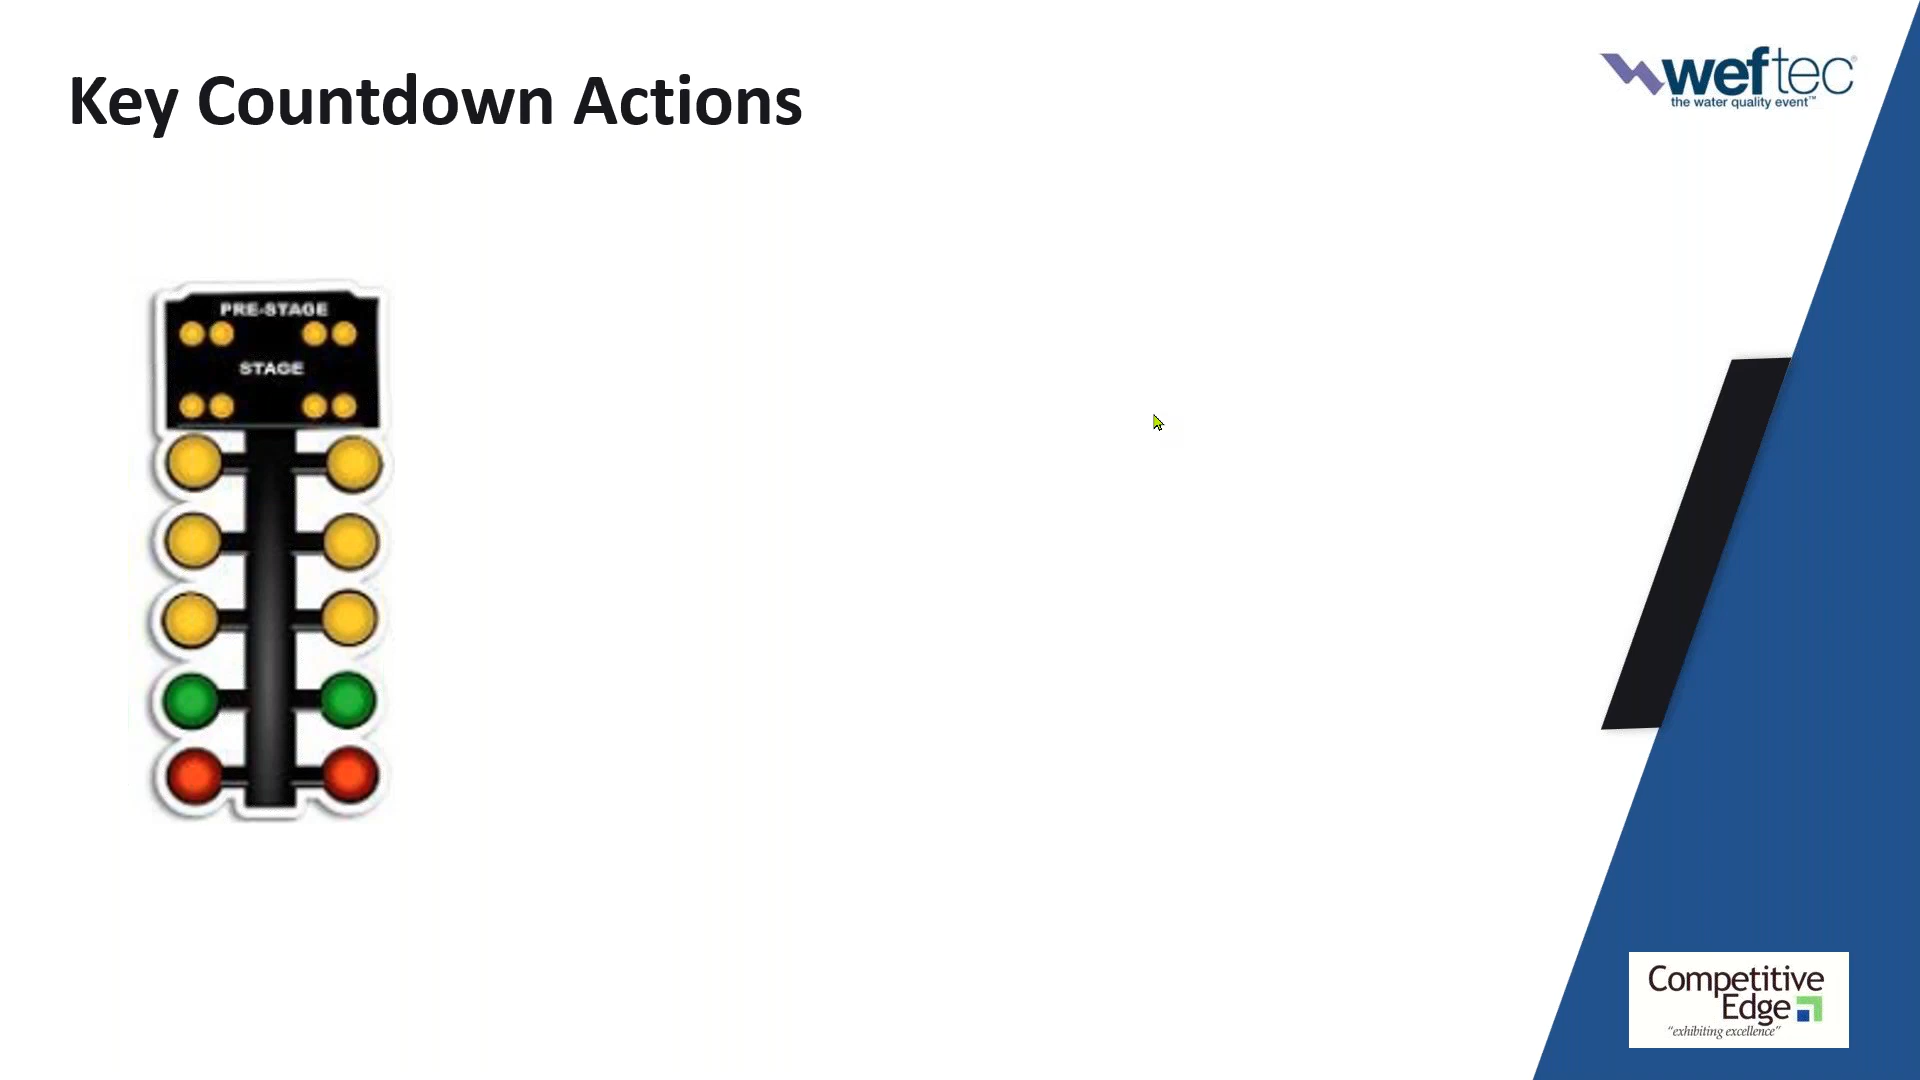 Key Countdown Actions
weftec®
the water quality event™
PRE-STAGE
STAGE
Competitive
Edge
"exhibiting excellence"